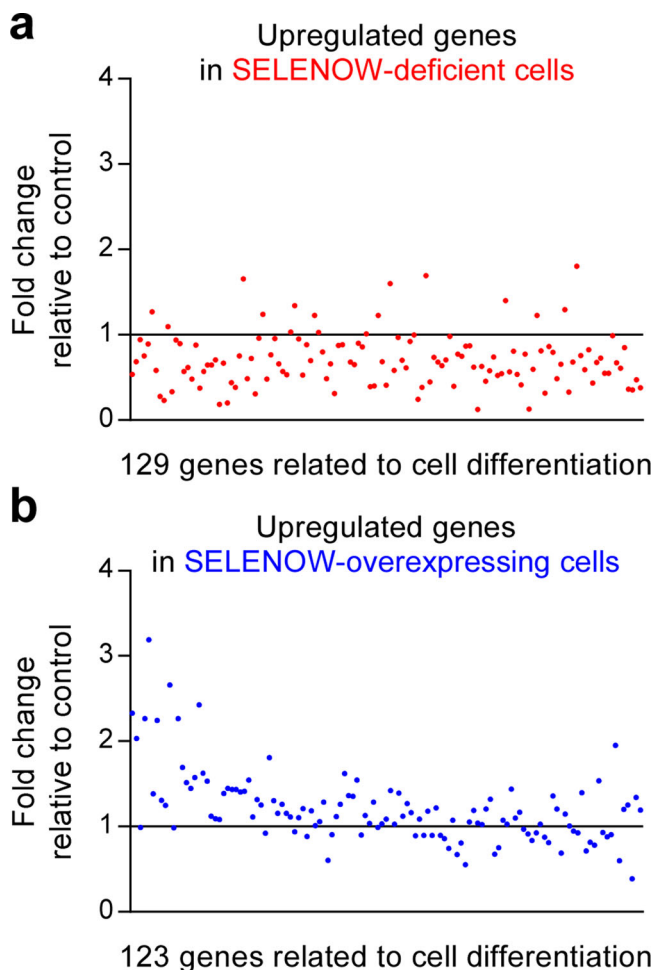 a
Upregulated genes
in SELENOW-deficient cells
Fold change
relative to control
4
3
2
1
0
129 genes related to cell differentiation
b
Upregulated genes
in SELENOW-overexpressing cells
Fold change
relative to control
4
3
2
1
0
123 genes related to cell differentiation